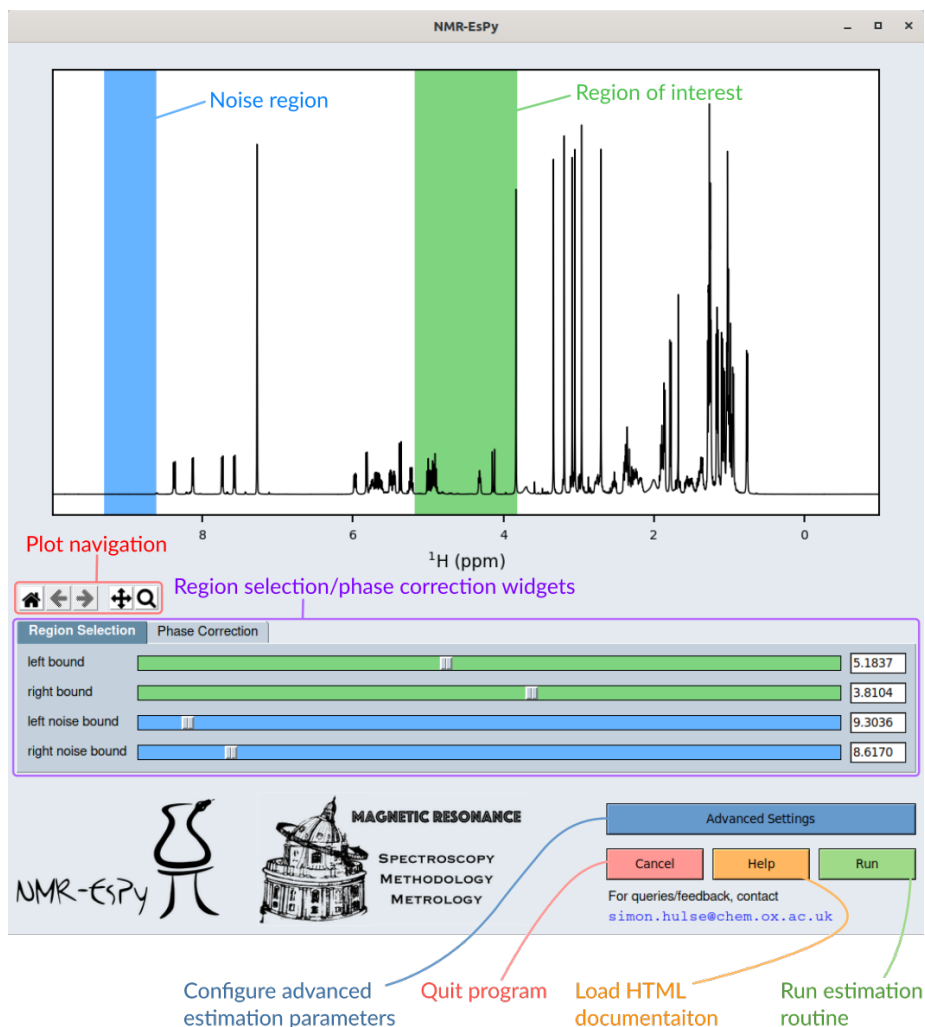 NMR-EsPy
Noise region
Region of interest
8
6
4
2
0
¹H (ppm)
Plot navigation
Region selection/phase correction widgets
Region Selection
Phase Correction
left bound
5.1837
right bound
3.8104
left noise bound
9.3036
right noise bound
8.6170
NMR-EsPy
MAGNETIC RESONANCE
SPECTROSCOPY
METHODOLOGY
METROLOGY
Advanced Settings
Cancel
Help
Run
For queries/feedback, contact
simon.hulse@chem.ox.ac.uk
Configure advanced
estimation parameters
Quit program
Load HTML
documentaiton
Run estimation
routine